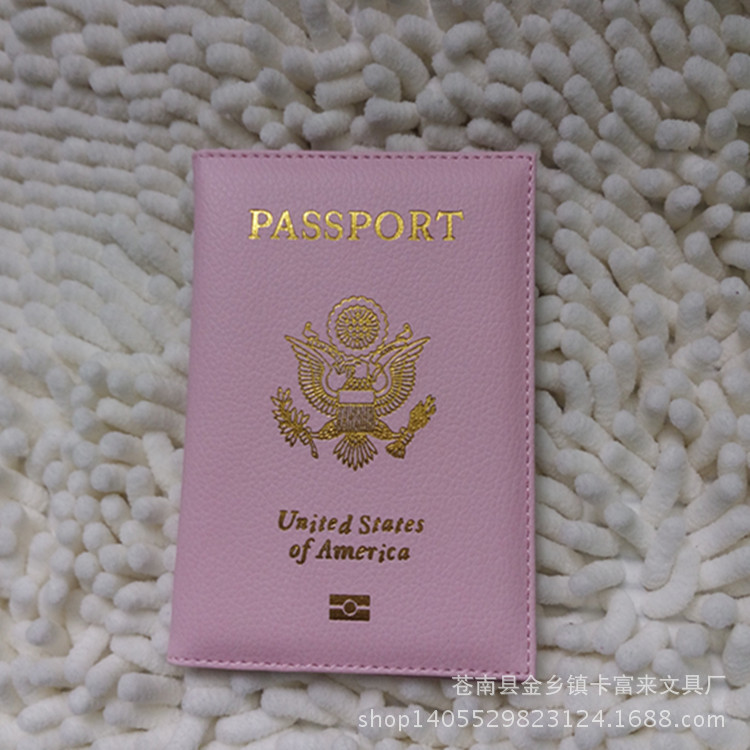 PASSPORT
United States
of America
苍南县金乡镇卡富来文具厂
shop1405529823124.1688.com